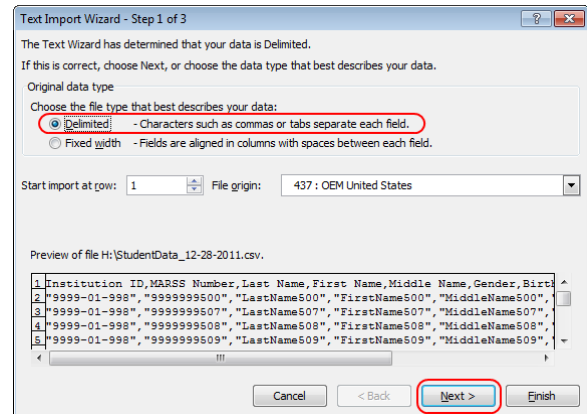 Text Import Wizard - Step 1 of 3
The Text Wizard has determined that your data is Delimited.
If this is correct, choose Next, or choose the data type that best describes your data.
Original data type
Choose the file type that best describes your data:
Delimited - Characters such as commas or tabs separate each field.
Fixed width - Fields are aligned in columns with spaces between each field.
Start import at row: 1 File origin: 437 : OEM United States
Preview of file H:\StudentData_12-28-2011.csv.
1 Institution ID,MARSS Number,Last Name,First Name,Middle Name,Gender,Birth
2 "9999-01-998","9999999500","LastName500","FirstName500","MiddleName500","
3 "9999-01-998","9999999507","LastName507","FirstName507","MiddleName507","
4 "9999-01-998","9999999508","LastName508","FirstName508","MiddleName508","
5 "9999-01-998","9999999509","LastName509","FirstName509","MiddleName509","
Cancel < Back Next > Finish